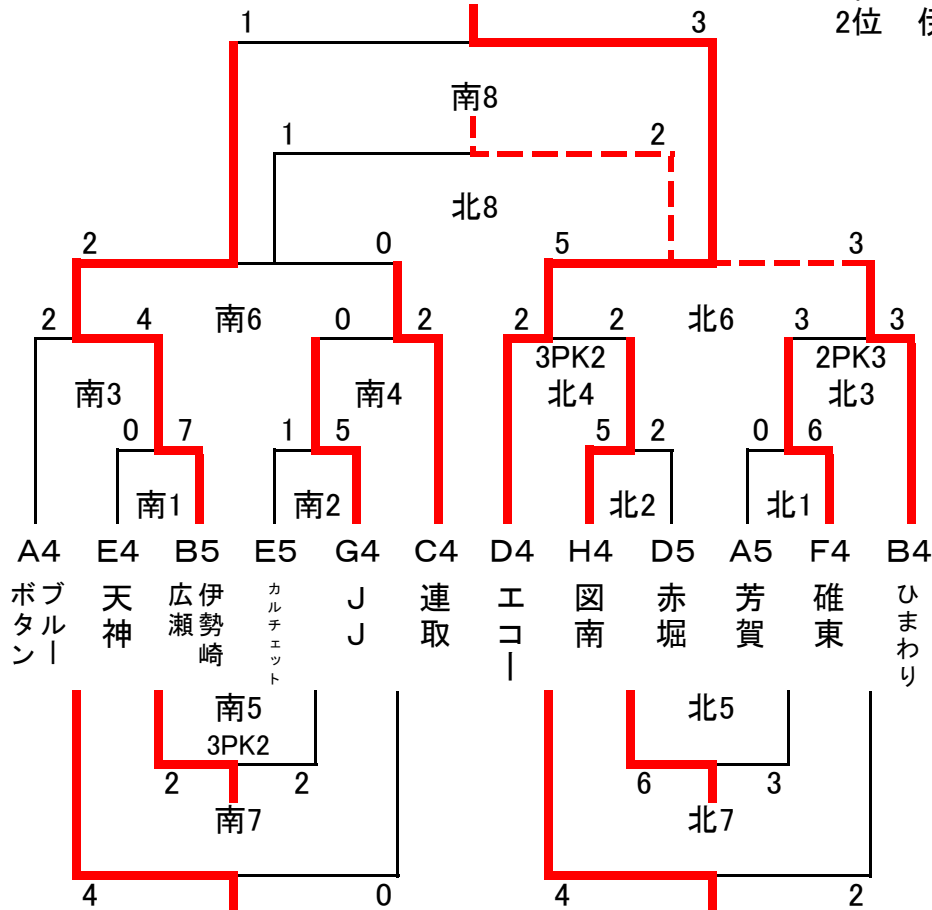 2位
1 3
南8
1 2
北8
2 0 5 3
南6 北6
2 4 0 2 2 2 3 3
3PK2 2PK3
南3 南4 北4 北3
0 7 1 5 5 2 0 6
南1 南2 北2 北1
A4 E4 B5 E5 G4 C4 D4 H4 D5 A5 F4 B4
ブルー
ボタン
天神
伊勢崎
広瀬
カルチェット
JJ
連取
エコー
図南
赤堀
芳賀
碓東
ひまわり
南5 北5
3PK2
2 2 6 3
南7 北7
4 0 4 2